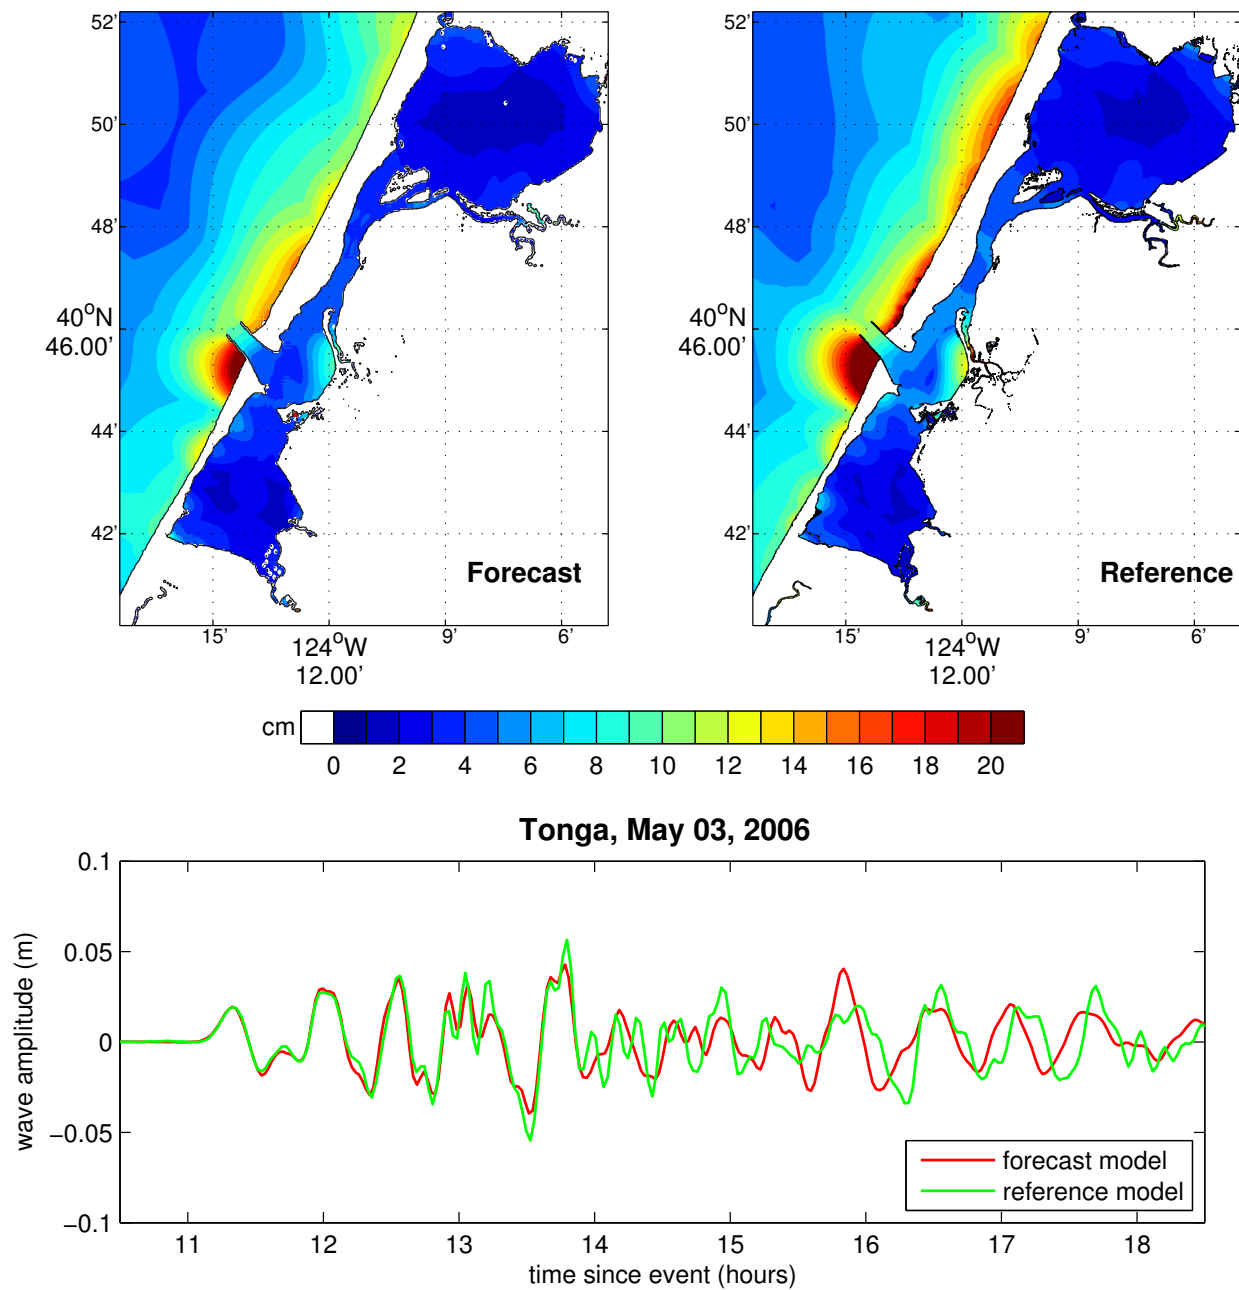 52'
50'
48'
40°N
46.00'
44'
42'
Forecast
15'
124°W
12.00'
9'
6'
52'
50'
48'
40°N
46.00'
44'
42'
Reference
15'
124°W
12.00'
9'
6'
cm
0 2 4 6 8 10 12 14 16 18 20
Tonga, May 03, 2006
wave amplitude (m)
0.1
0.05
0
−0.05
−0.1
forecast model
reference model
11 12 13 14 15 16 17 18
time since event (hours)